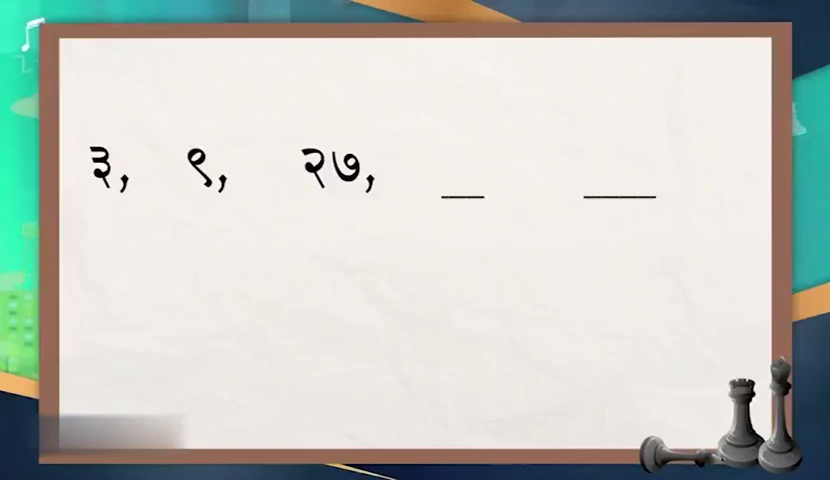 ३, ९, २७, __ ___